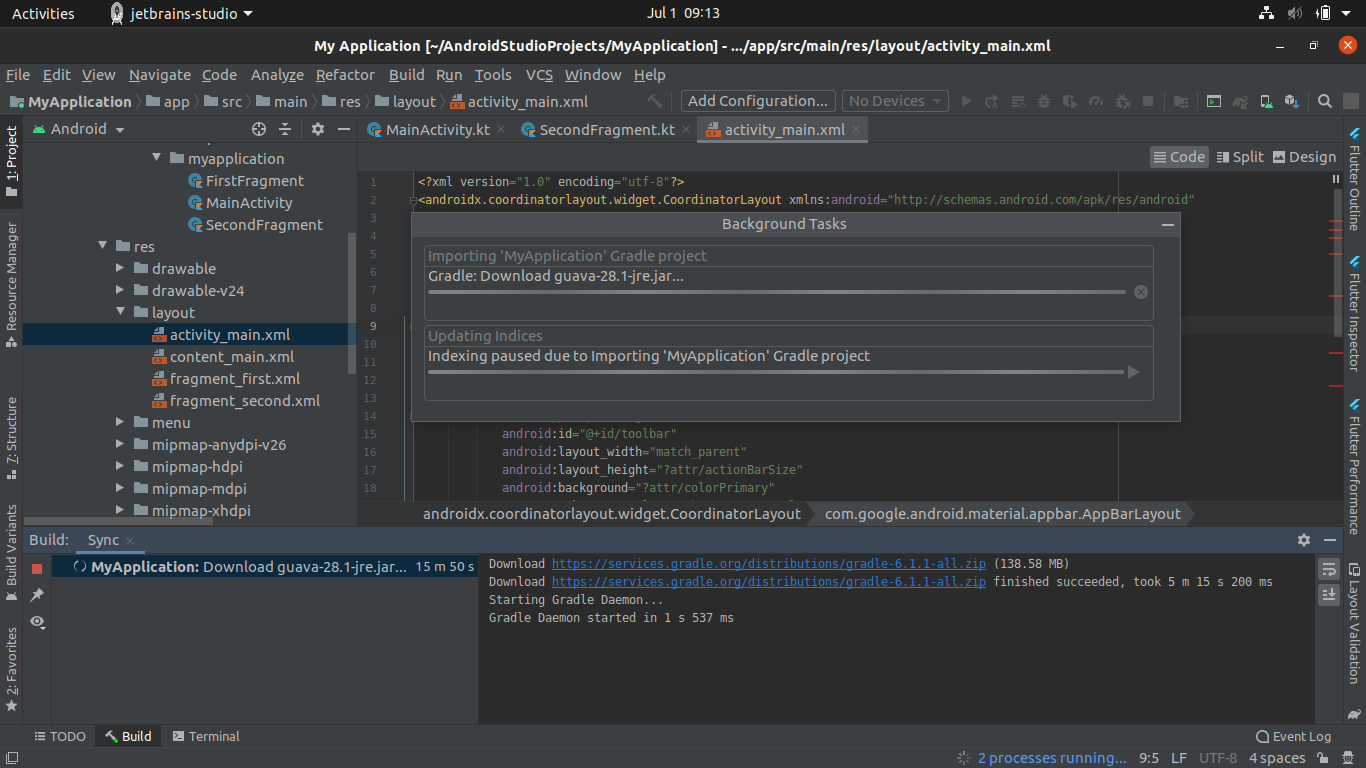 Activities
jetbrains-studio
Jul 1 09:13
My Application [~/AndroidStudioProjects/MyApplication] - .../app/src/main/res/layout/activity_main.xml
File Edit View Navigate Code Analyze Refactor Build Run Tools VCS Window Help
MyApplication app src main res layout activity_main.xml
Add Configuration...
No Devices
1: Project
Resource Manager
7: Structure
Build Variants
2: Favorites
Android
myapplication
FirstFragment
MainActivity
SecondFragment
res
drawable
drawable-v24
layout
activity_main.xml
content_main.xml
fragment_first.xml
fragment_second.xml
menu
mipmap-anydpi-v26
mipmap-hdpi
mipmap-mdpi
mipmap-xhdpi
MainActivity.kt
SecondFragment.kt
activity_main.xml
Code Split Design
1 <?xml version="1.0" encoding="utf-8"?>
2 <androidx.coordinatorlayout.widget.CoordinatorLayout xmlns:android="http://schemas.android.com/apk/res/android"
3
4
5
6
7
8
9
10
11
12
13
14
15 android:id="@+id/toolbar"
16 android:layout_width="match_parent"
17 android:layout_height="?attr/actionBarSize"
18 android:background="?attr/colorPrimary"
Background Tasks
Importing 'MyApplication' Gradle project
Gradle: Download guava-28.1-jre.jar...
Updating Indices
Indexing paused due to Importing 'MyApplication' Gradle project
androidx.coordinatorlayout.widget.CoordinatorLayout
com.google.android.material.appbar.AppBarLayout
Flutter Outline
Flutter Inspector
Flutter Performance
Layout Validation
Build: Sync
MyApplication: Download guava-28.1-jre.jar... 15 m 50 s
Download https://services.gradle.org/distributions/gradle-6.1.1-all.zip (138.58 MB)
Download https://services.gradle.org/distributions/gradle-6.1.1-all.zip finished succeeded, took 5 m 15 s 200 ms
Starting Gradle Daemon...
Gradle Daemon started in 1 s 537 ms
TODO
Build
Terminal
Event Log
2 processes running...
9:5 LF UTF-8 4 spaces